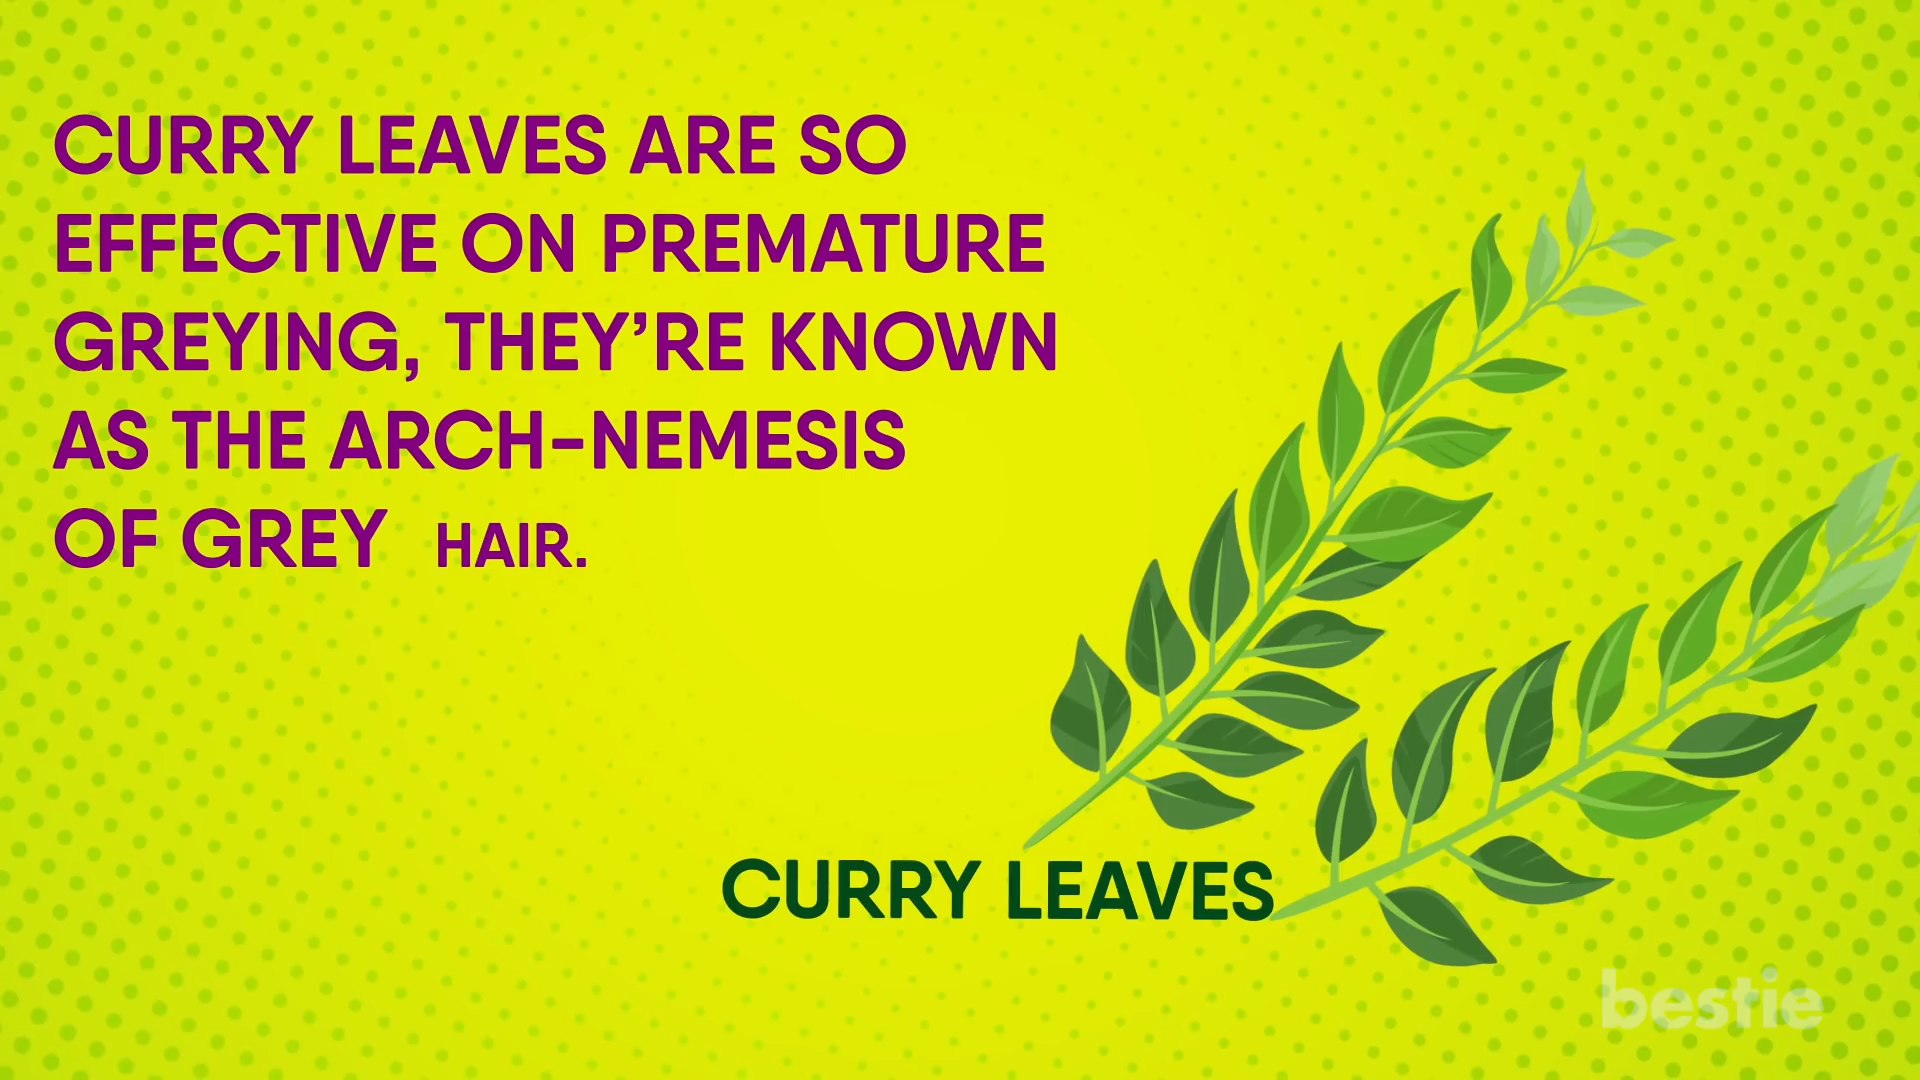 CURRY LEAVES ARE SO
EFFECTIVE ON PREMATURE
GREYING, THEY’RE KNOWN
AS THE ARCH-NEMESIS
OF GREY HAIR.
CURRY LEAVES
bestie